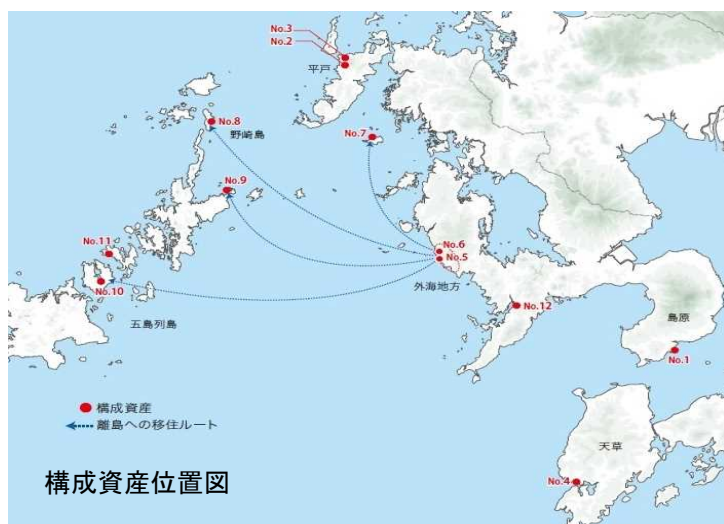 No.3
No.2
平戸
No.8
野崎島
No.7
No.9
No.11
No.10
五島列島
No.6
No.5
外海地方
No.12
島原
No.1
天草
No.4
構成資産
離島への移住ルート
構成資産位置図